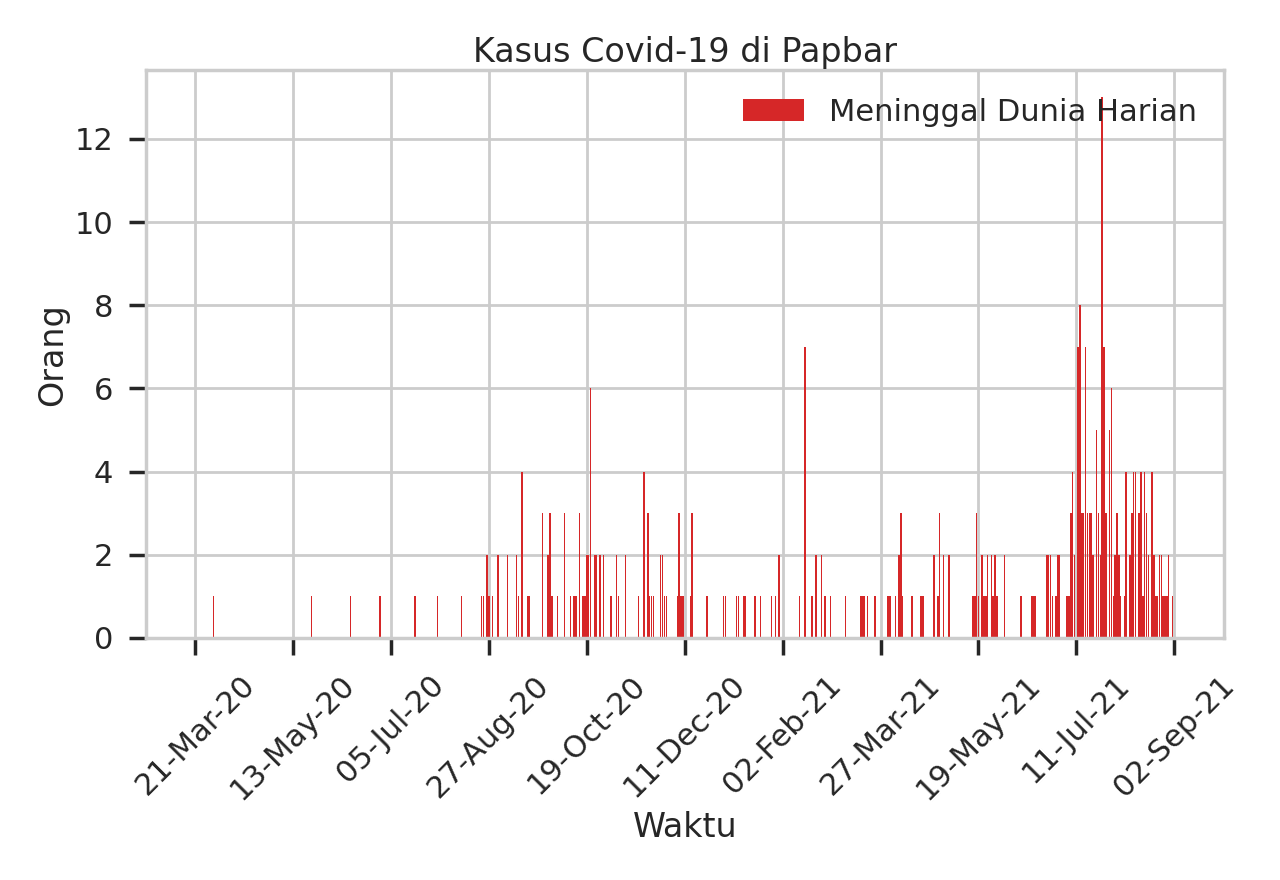 Kasus Covid-19 di Papbar
Meninggal Dunia Harian
Orang
12
10
8
6
4
2
0
21-Mar-20
13-May-20
05-Jul-20
27-Aug-20
19-Oct-20
11-Dec-20
02-Feb-21
27-Mar-21
19-May-21
11-Jul-21
02-Sep-21
Waktu